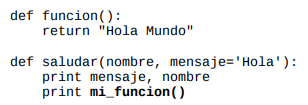 def funcion():
    return "Hola Mundo"

def saludar(nombre, mensaje='Hola'):
    print mensaje, nombre
    print mi_funcion()